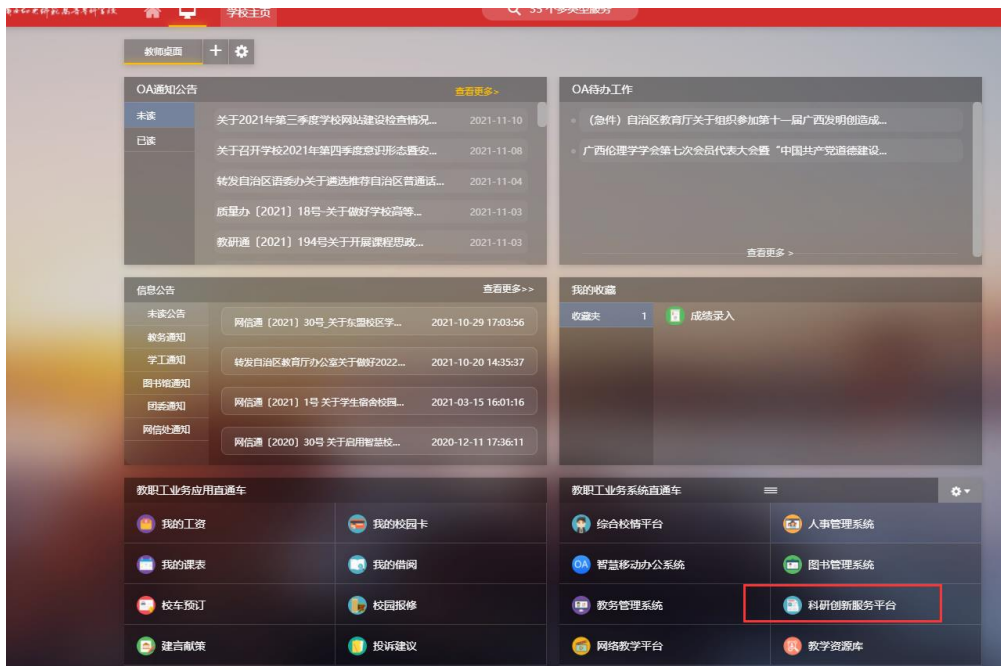 学校主页
教师桌面
OA通知公告
查看更多>
未读
已读
关于2021年第三季度学校网站建设检查情况... 2021-11-10
关于召开学校2021年第四季度意识形态暨安... 2021-11-08
转发自治区语委办关于遴选推荐自治区普通话... 2021-11-04
质量办〔2021〕18号-关于做好学校高等... 2021-11-03
教研通〔2021〕194号关于开展课程思政... 2021-11-03
OA待办工作
（急件）自治区教育厅关于组织参加第十一届广西发明创造成...
广西伦理学学会第七次会员代表大会暨“中国共产党道德建设...
查看更多 >
信息公告
查看更多>>
未读公告
教务通知
学工通知
图书馆通知
团委通知
网信处通知
网信通〔2021〕30号_关于东盟校区学... 2021-10-29 17:03:56
转发自治区教育厅办公室关于做好2022... 2021-10-20 14:35:37
网信通〔2021〕1号 关于学生宿舍校园... 2021-03-15 16:01:16
网信通〔2020〕30号 关于启用智慧校... 2020-12-11 17:36:11
我的收藏
收藏夹 1
成绩录入
教职工业务应用直通车
我的工资
我的校园卡
我的课表
我的借阅
校车预订
校园报修
建言献策
投诉建议
教职工业务系统直通车
综合校情平台
人事管理系统
OA 智慧移动办公系统
图书管理系统
教务管理系统
科研创新服务平台
网络教学平台
教学资源库